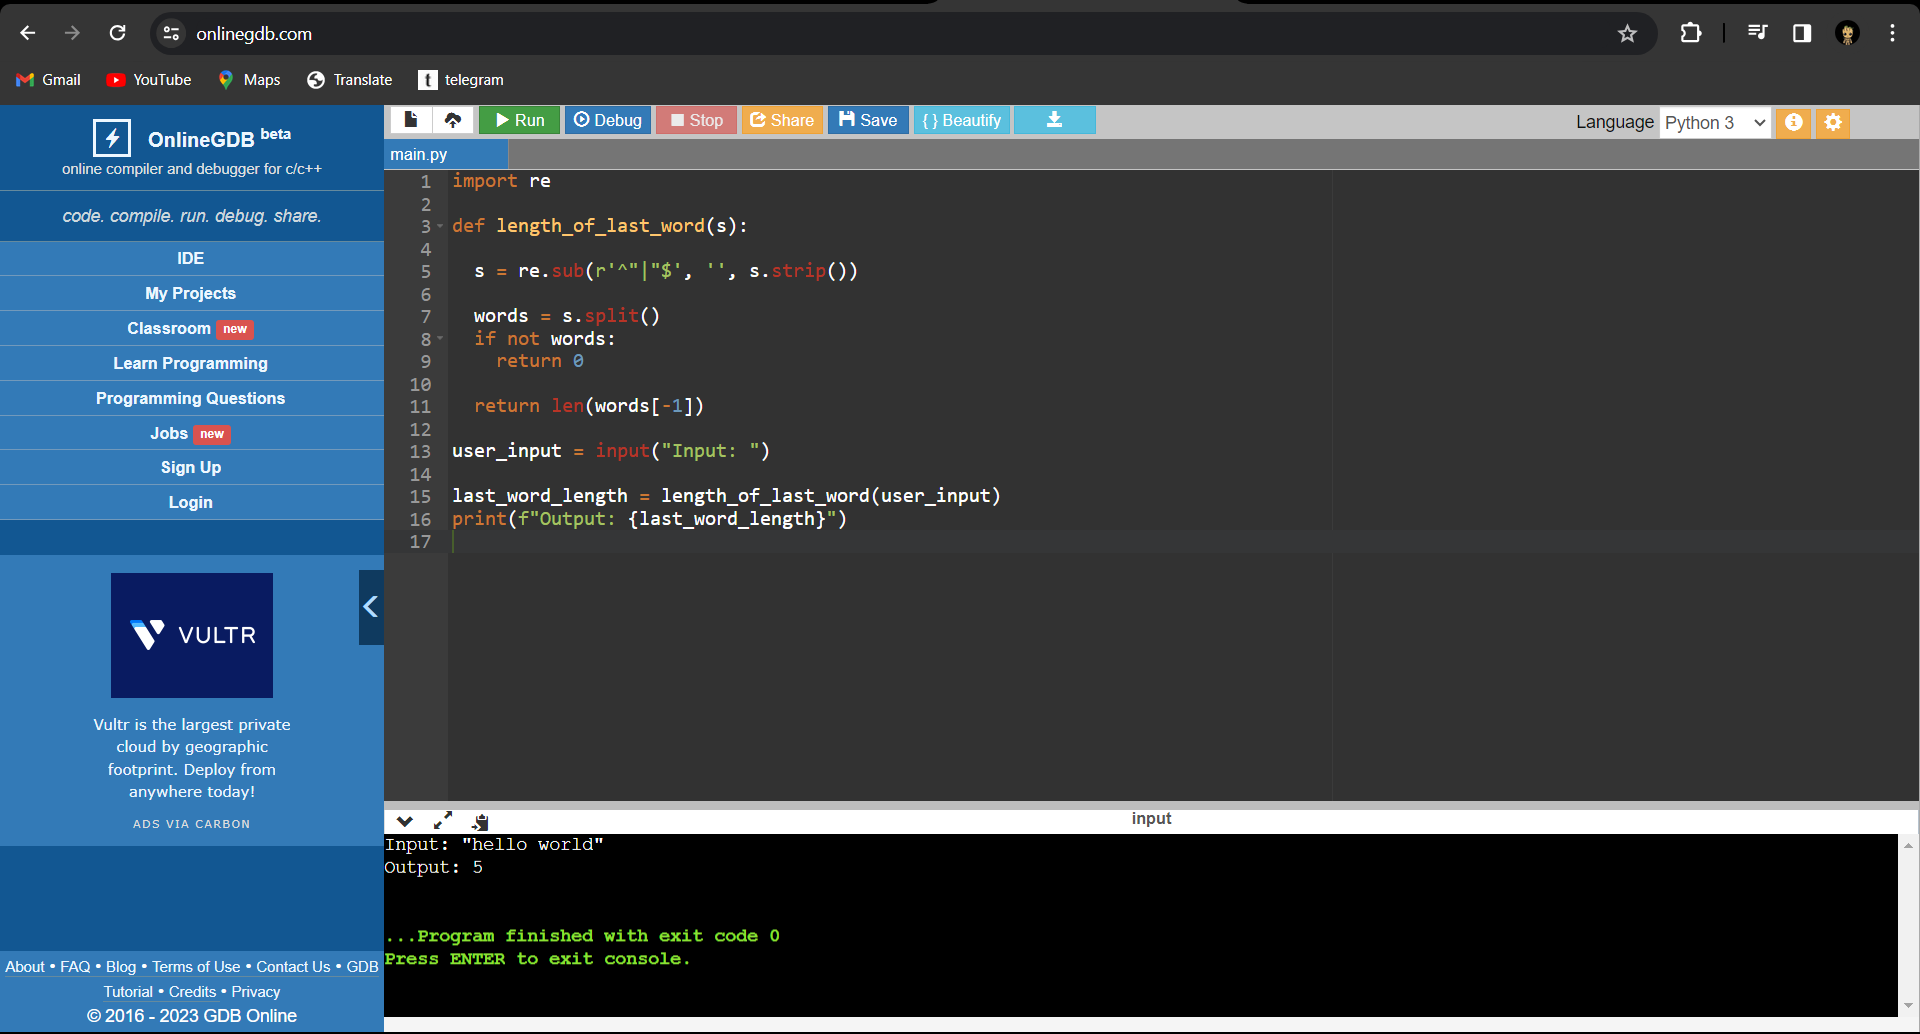 onlinegdb.com
Gmail YouTube Maps Translate t telegram
OnlineGDB beta
online compiler and debugger for c/c++
code. compile. run. debug. share.
IDE
My Projects
Classroom new
Learn Programming
Programming Questions
Jobs new
Sign Up
Login
VULTR
Vultr is the largest private
cloud by geographic
footprint. Deploy from
anywhere today!
ADS VIA CARBON
About • FAQ • Blog • Terms of Use • Contact Us • GDB
Tutorial • Credits • Privacy
© 2016 - 2023 GDB Online
Run Debug Stop Share Save { } Beautify Language Python 3
main.py
1 import re
2
3 def length_of_last_word(s):
4
5   s = re.sub(r'^"|"$', '', s.strip())
6
7   words = s.split()
8   if not words:
9     return 0
10
11   return len(words[-1])
12
13 user_input = input("Input: ")
14
15 last_word_length = length_of_last_word(user_input)
16 print(f"Output: {last_word_length}")
17
input
Input: "hello world"
Output: 5
...Program finished with exit code 0
Press ENTER to exit console.